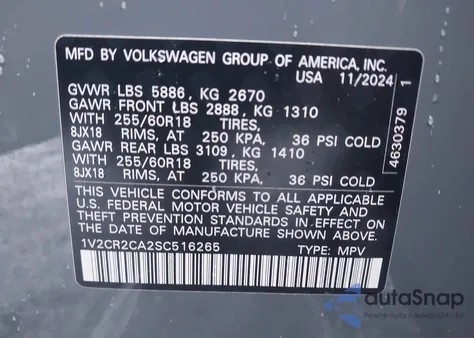 MFD BY VOLKSWAGEN GROUP OF AMERICA, INC.
USA 11/2024
GVWR LBS 5886, KG 2670
GAWR FRONT LBS 2888, KG 1310
WITH 255/60R18 TIRES,
8JX18 RIMS, AT 250 KPA, 36 PSI COLD
GAWR REAR LBS 3109, KG 1410
WITH 255/60R18 TIRES,
8JX18 RIMS, AT 250 KPA, 36 PSI COLD
THIS VEHICLE CONFORMS TO ALL APPLICABLE
U.S. FEDERAL MOTOR VEHICLE SAFETY AND
THEFT PREVENTION STANDARDS IN EFFECT ON
THE DATE OF MANUFACTURE SHOWN ABOVE.
1V2CR2CA2SC516265 TYPE: MPV
4630379 1
autoSnap